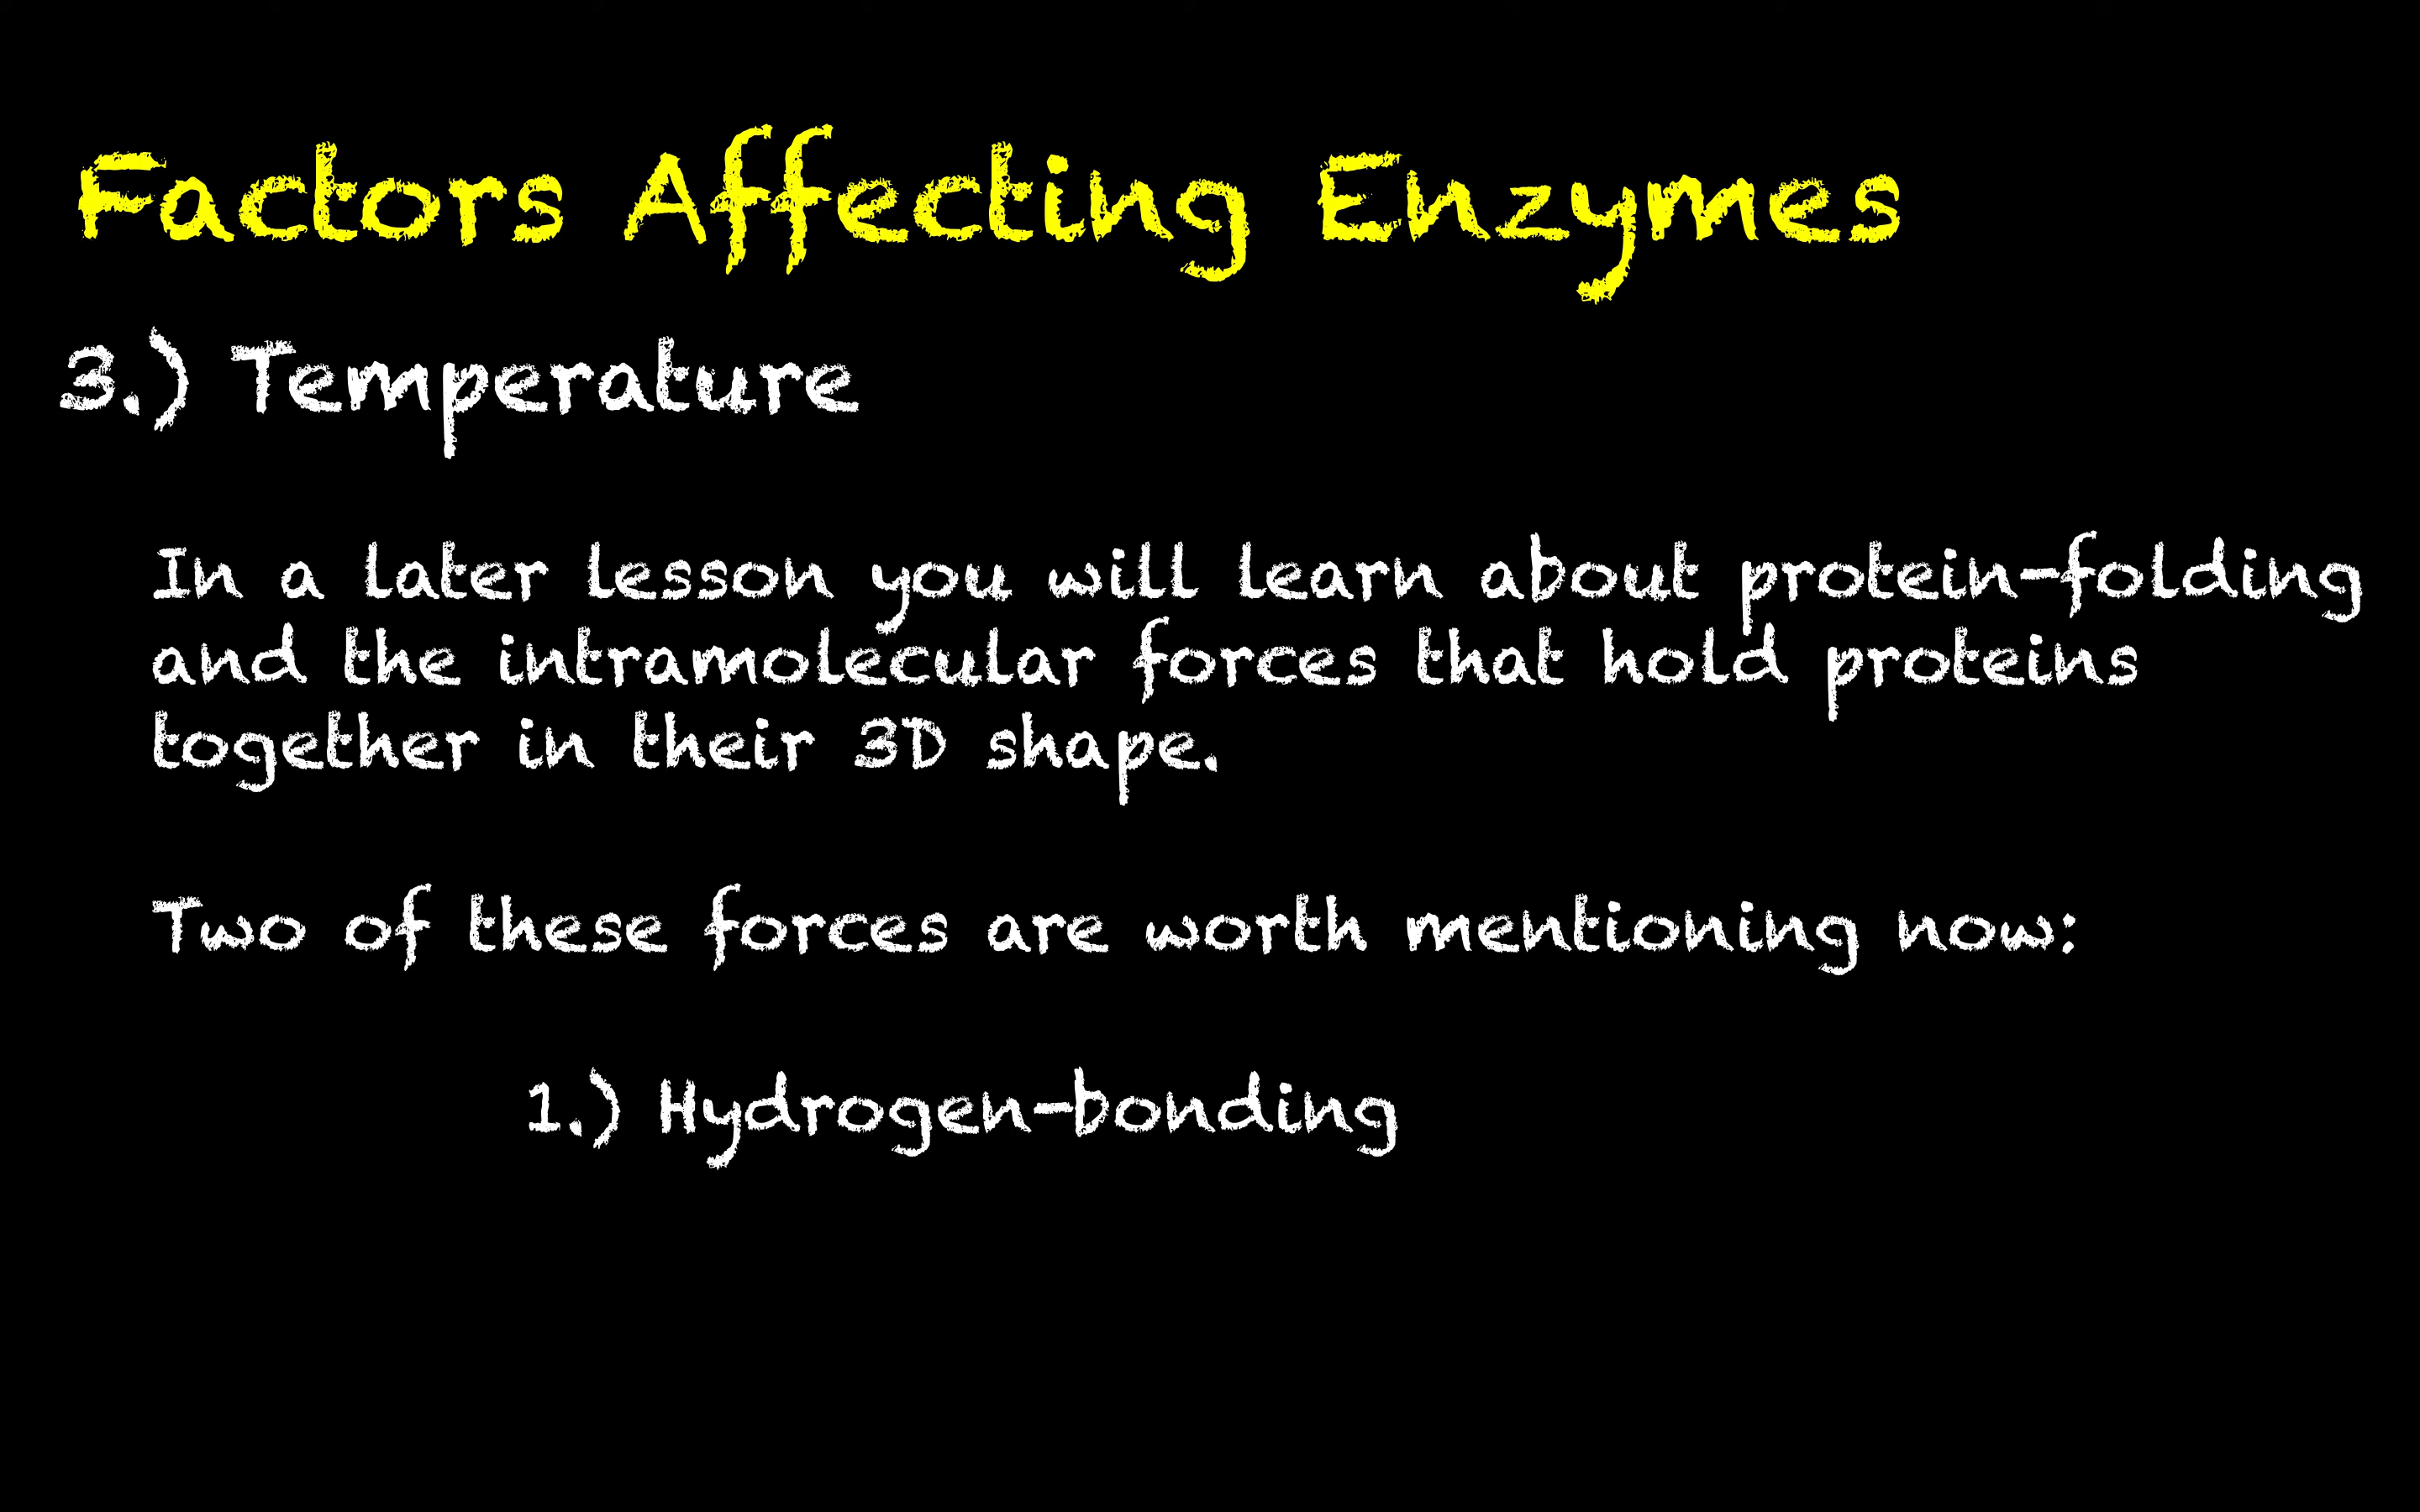 Factors Affecting Enzymes
3.) Temperature
In a later lesson you will learn about protein-folding
and the intramolecular forces that hold proteins
together in their 3D shape.
Two of these forces are worth mentioning now:
1.) Hydrogen-bonding